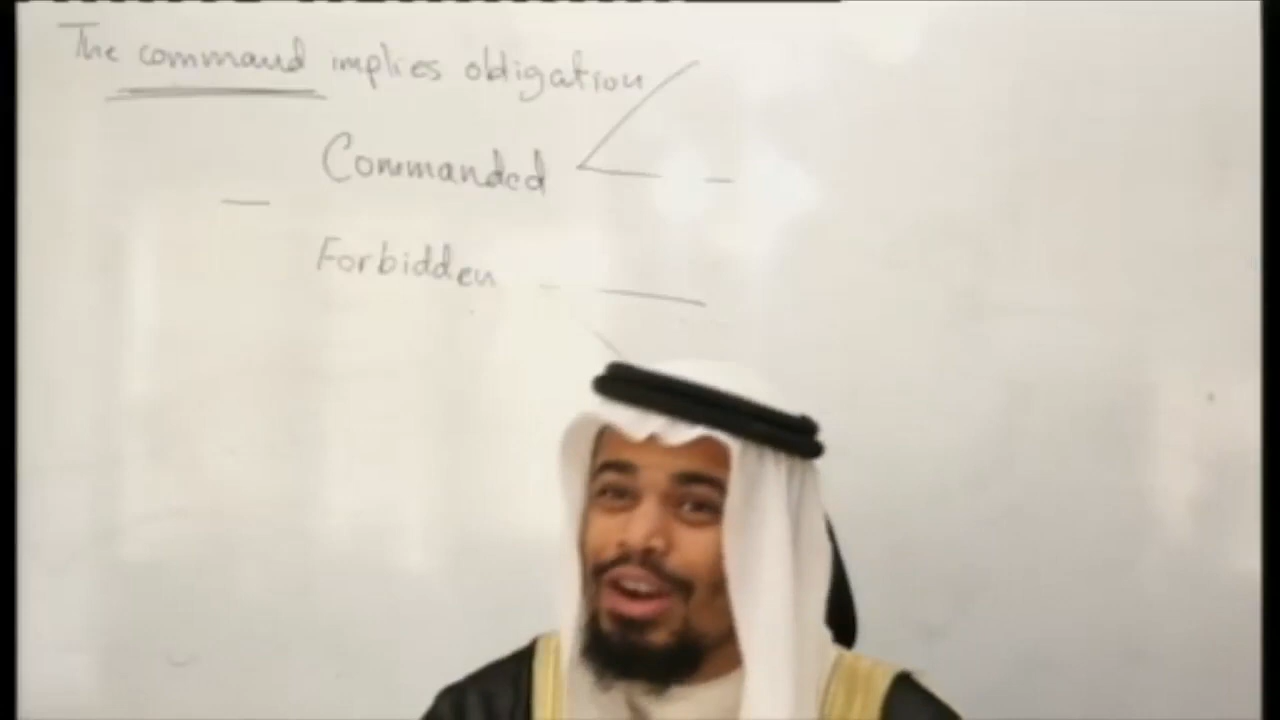 The command implies obligation
Commanded
Forbidden